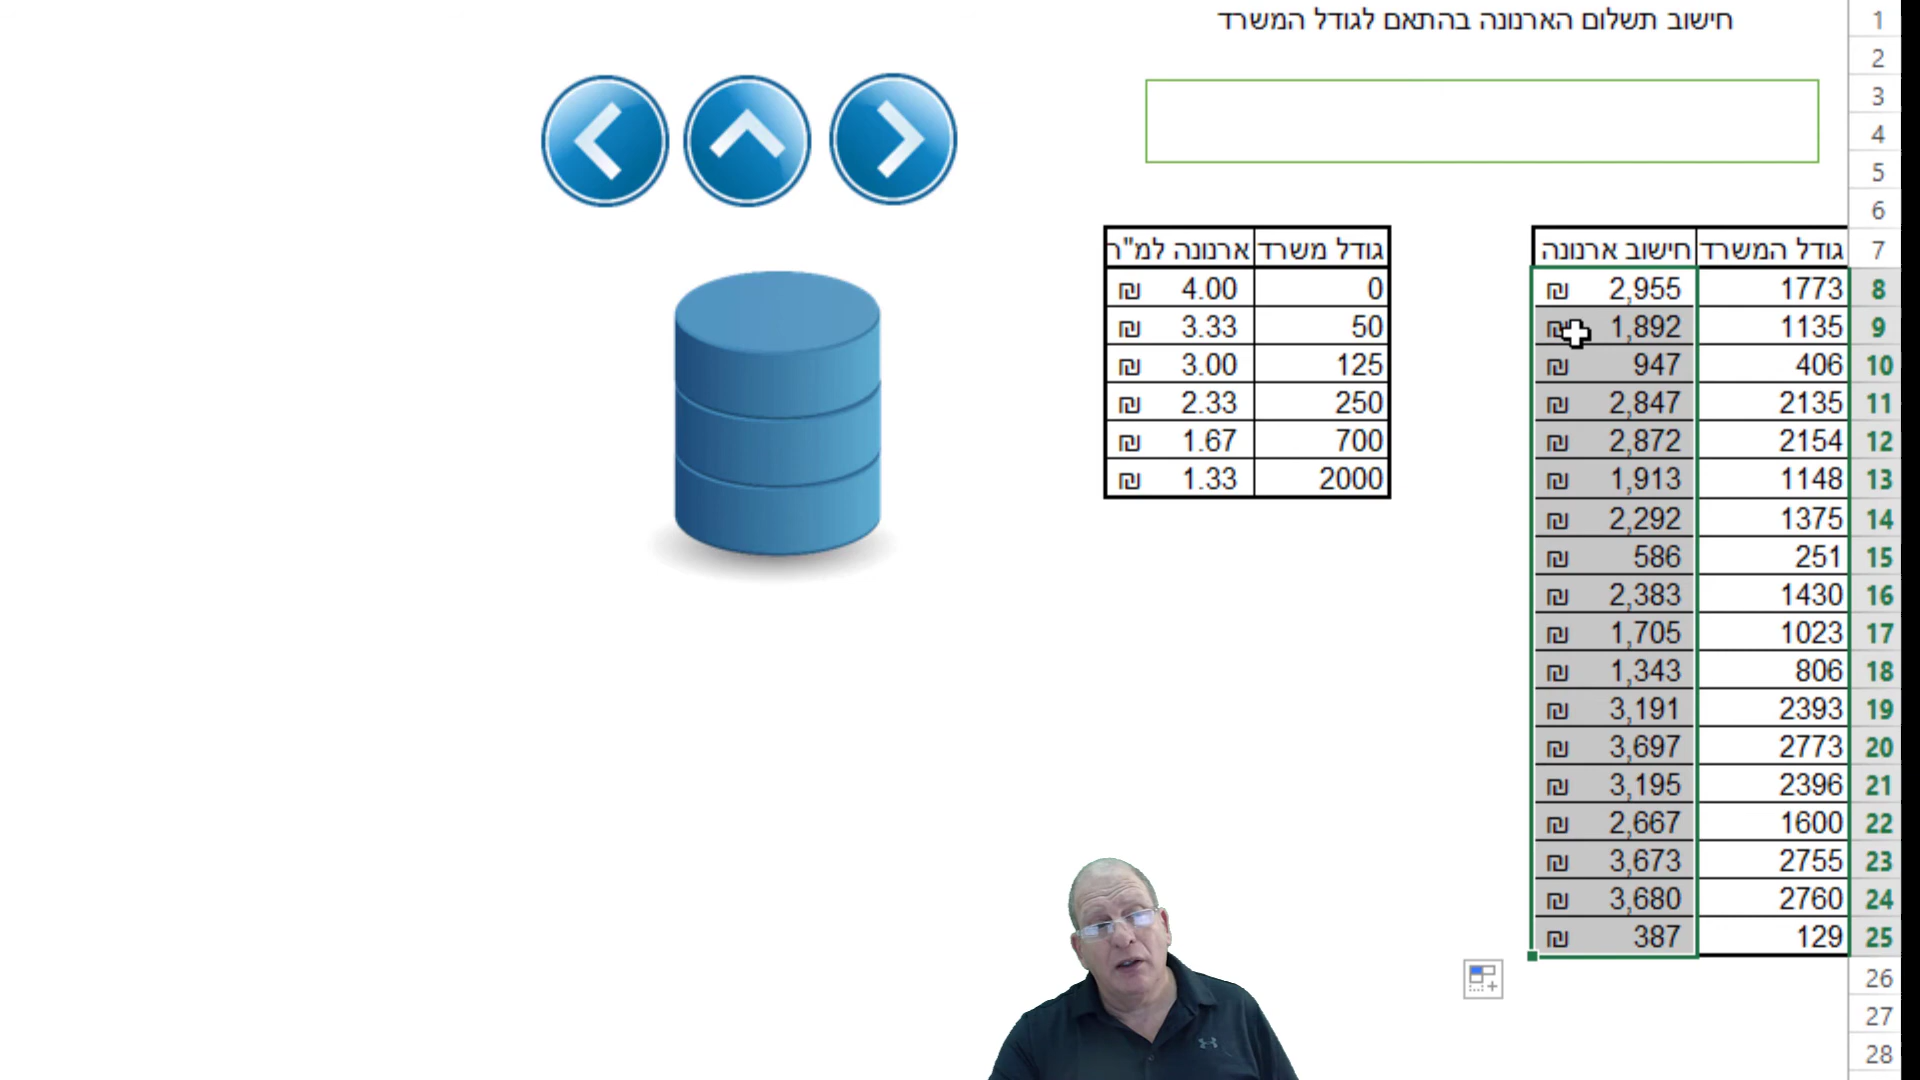 חישוב תשלום הארנונה בהתאם לגודל המשרד 1
2
3
4
5
6
גודל המשרד חישוב ארנונה גודל משרד ארנונה למ"ר 7
1773 2,955 ₪ 0 4.00 ₪ 8
1135 1,892 ₪ 50 3.33 ₪ 9
406 947 ₪ 125 3.00 ₪ 10
2135 2,847 ₪ 250 2.33 ₪ 11
2154 2,872 ₪ 700 1.67 ₪ 12
1148 1,913 ₪ 2000 1.33 ₪ 13
1375 2,292 ₪ 14
251 586 ₪ 15
1430 2,383 ₪ 16
1023 1,705 ₪ 17
806 1,343 ₪ 18
2393 3,191 ₪ 19
2773 3,697 ₪ 20
2396 3,195 ₪ 21
1600 2,667 ₪ 22
2755 3,673 ₪ 23
2760 3,680 ₪ 24
129 387 ₪ 25
26
27
28